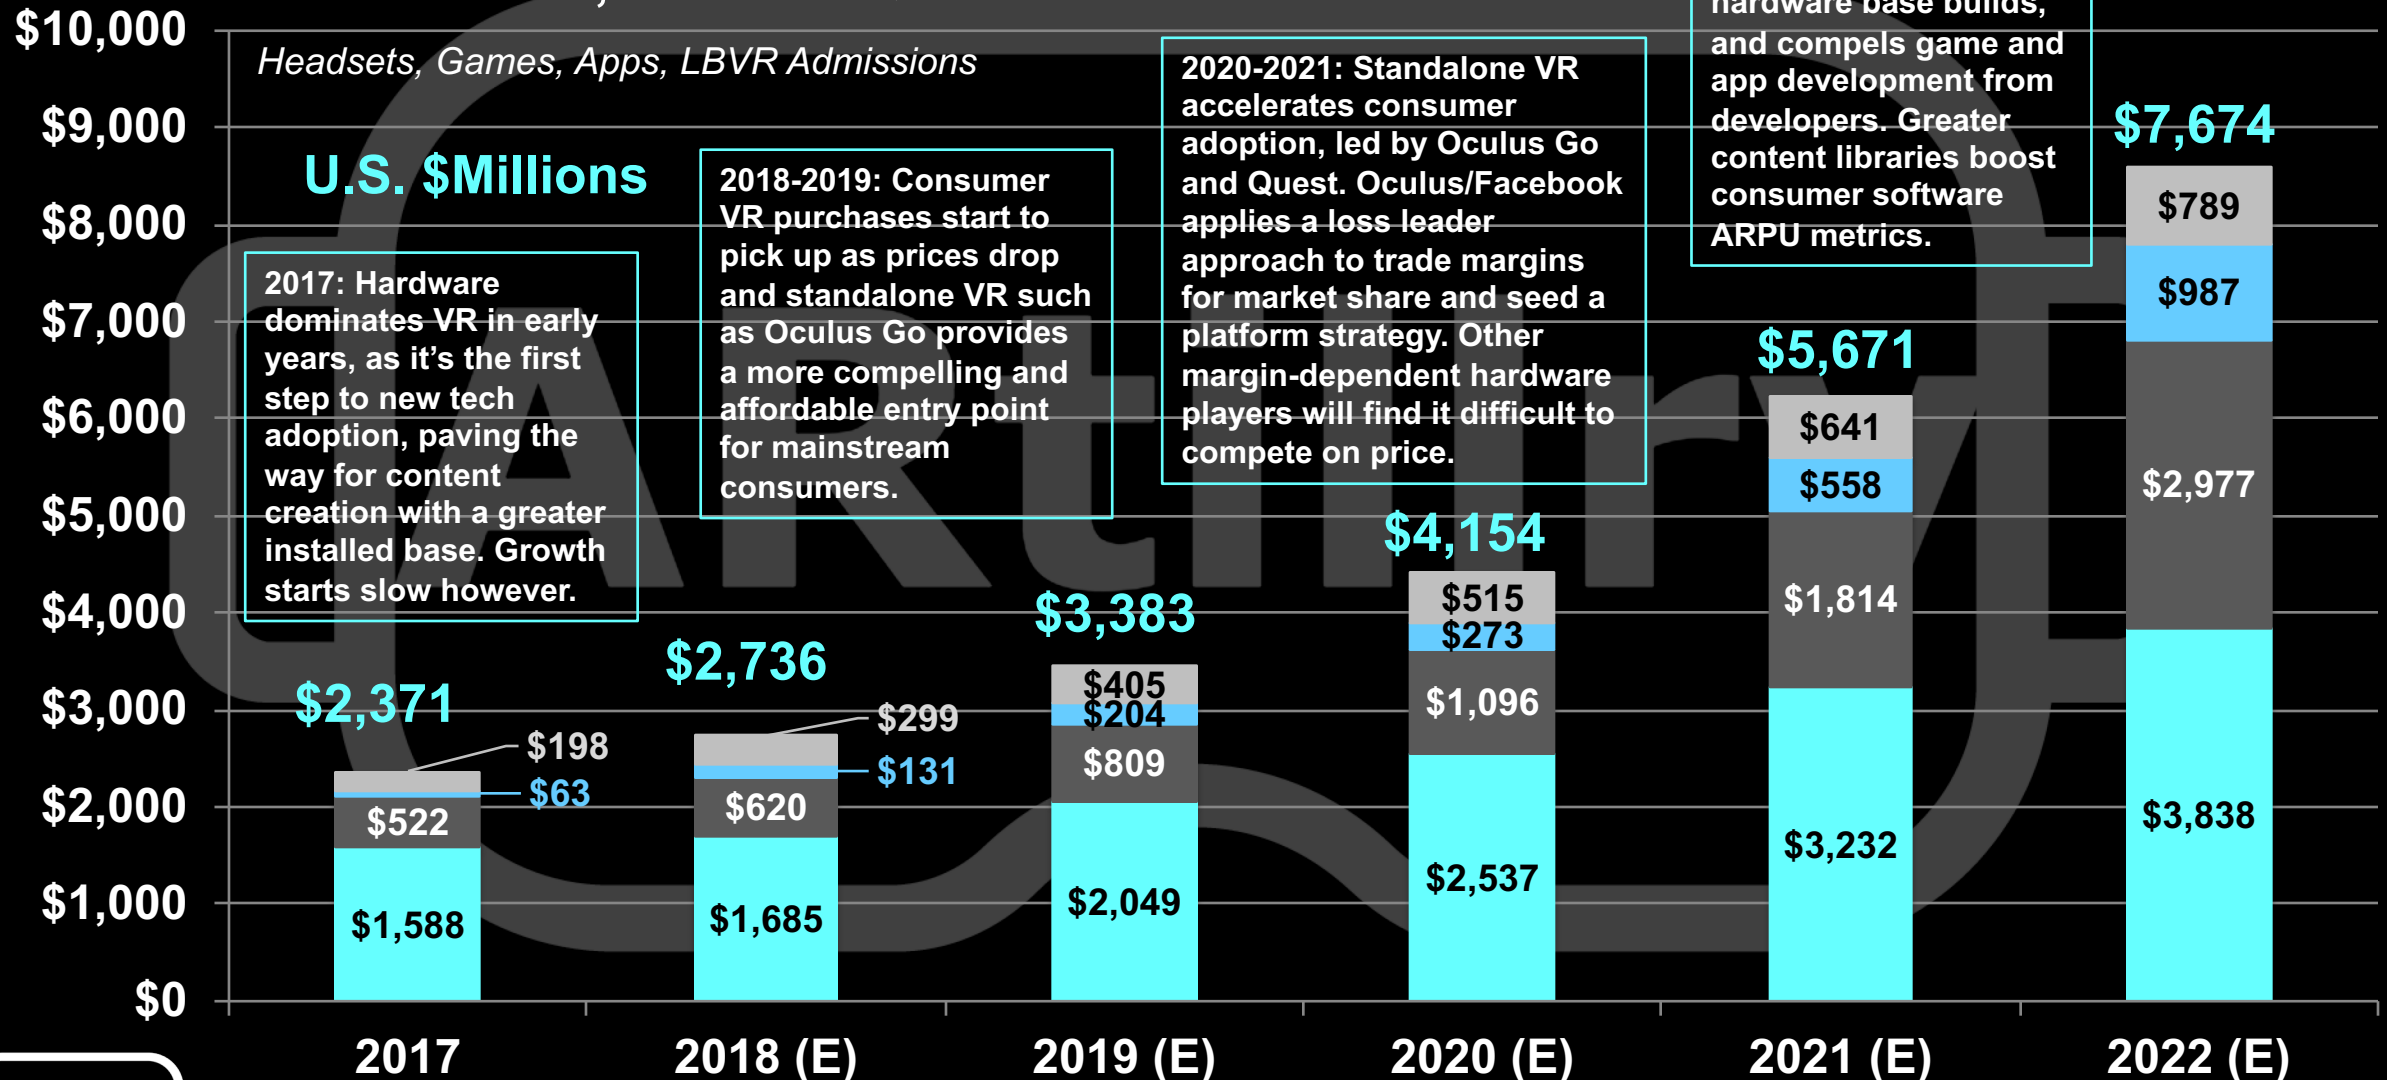 Headsets, Games, Apps, LBVR Admissions
U.S. $Millions
$10,000
$9,000
$8,000
$7,000
$6,000
$5,000
$4,000
$3,000
$2,000
$1,000
$0
2017: Hardware
dominates VR in early
years, as it's the first
step to new tech
adoption, paving the
way for content
creation with a greater
installed base. Growth
starts slow however.
2018-2019: Consumer
VR purchases start to
pick up as prices drop
and standalone VR such
as Oculus Go provides
a more compelling and
affordable entry point
for mainstream
consumers.
2020-2021: Standalone VR
accelerates consumer
adoption, led by Oculus Go
and Quest. Oculus/Facebook
applies a loss leader
approach to trade margins
for market share and seed a
platform strategy. Other
margin-dependent hardware
players will find it difficult to
compete on price.
hardware base builds,
and compels game and
app development from
developers. Greater
content libraries boost
consumer software
ARPU metrics.
ARtillry
$2,371
$198
$63
$522
$1,588
$2,736
$299
$131
$620
$1,685
$3,383
$405
$204
$809
$2,049
$4,154
$515
$273
$1,096
$2,537
$5,671
$641
$558
$1,814
$3,232
$7,674
$789
$987
$2,977
$3,838
2017
2018 (E)
2019 (E)
2020 (E)
2021 (E)
2022 (E)